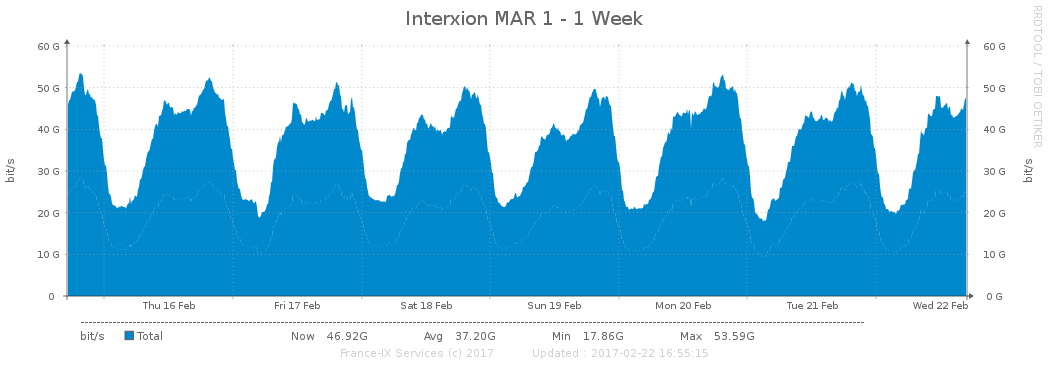 Interxion MAR 1 - 1 Week
RRDTOOL / TOBI OETIKER
bit/s
60 G 60 G
50 G 50 G
40 G 40 G
30 G 30 G
20 G 20 G
10 G 10 G
0 0 G
bit/s
Thu 16 Feb Fri 17 Feb Sat 18 Feb Sun 19 Feb Mon 20 Feb Tue 21 Feb Wed 22 Feb
bit/s Total Now 46.92G Avg 37.20G Min 17.86G Max 53.59G
France-IX Services (c) 2017 Updated : 2017-02-22 16:55:15